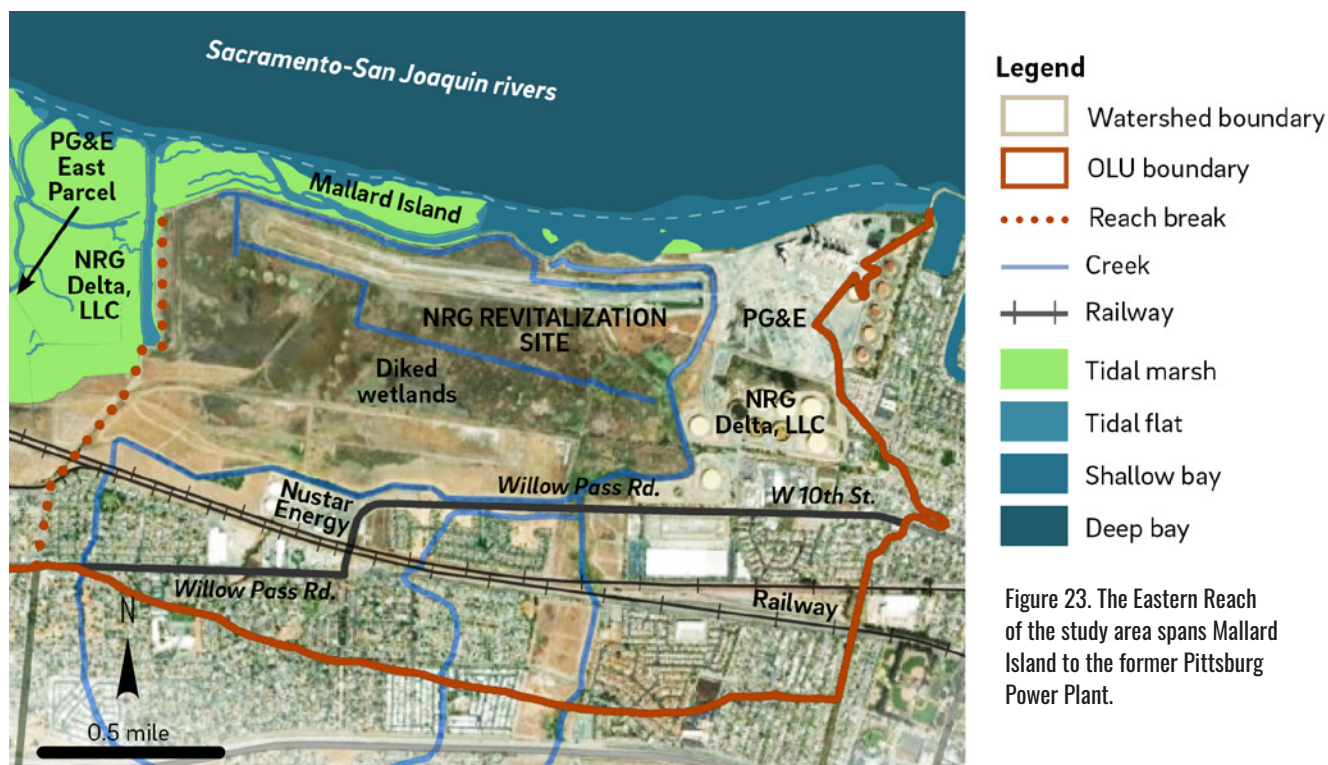 Sacramento-San Joaquin rivers
PG&E
East
Parcel
NRG
Delta,
LLC
Mallard Island
NRG REVITALIZATION
SITE
PG&E
Diked
wetlands
NRG
Delta, LLC
Nustar
Energy
Willow Pass Rd.
W 10th St.
Willow Pass Rd.
Railway
N
0.5 mile
Legend
Watershed boundary
OLU boundary
Reach break
Creek
Railway
Tidal marsh
Tidal flat
Shallow bay
Deep bay
Figure 23. The Eastern Reach
of the study area spans Mallard
Island to the former Pittsburg
Power Plant.